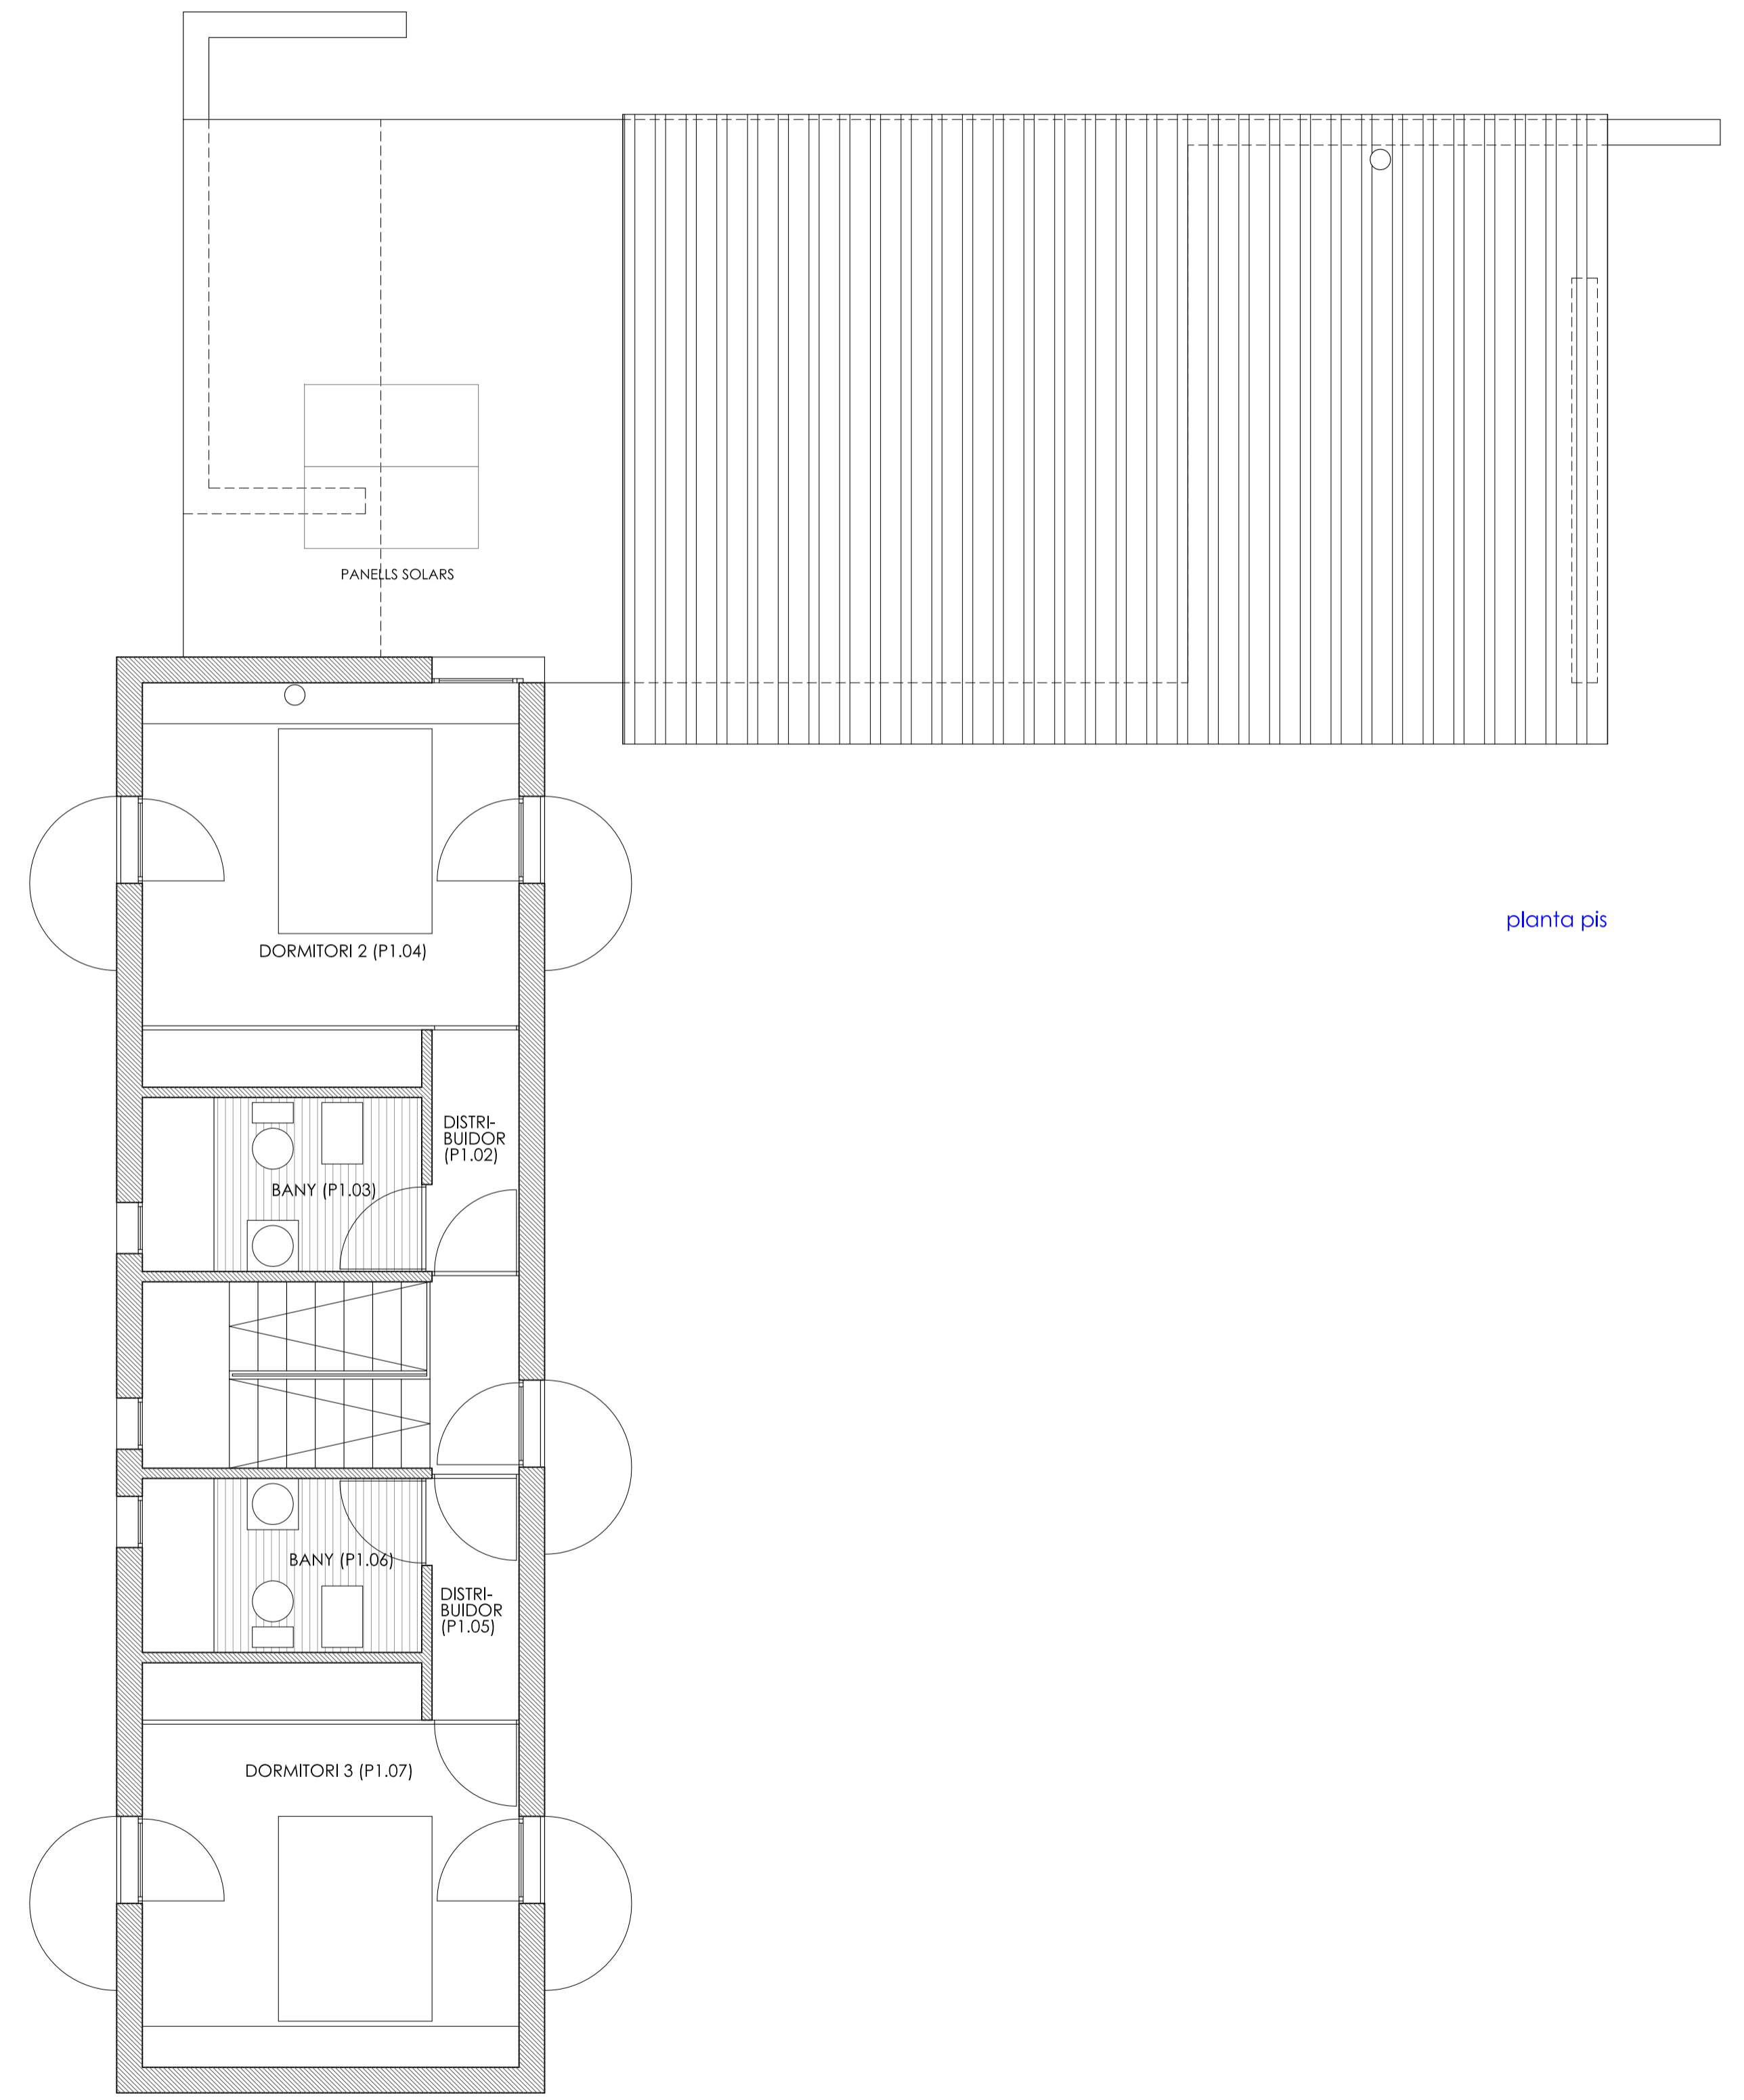 PANELLS SOLARS
planta pis
DORMITORI 2 (P1.04)
DISTRI-
BUIDOR
(P1.02)
BANY (P1.03)
BANY (P1.06)
DISTRI-
BUIDOR
(P1.05)
DORMITORI 3 (P1.07)